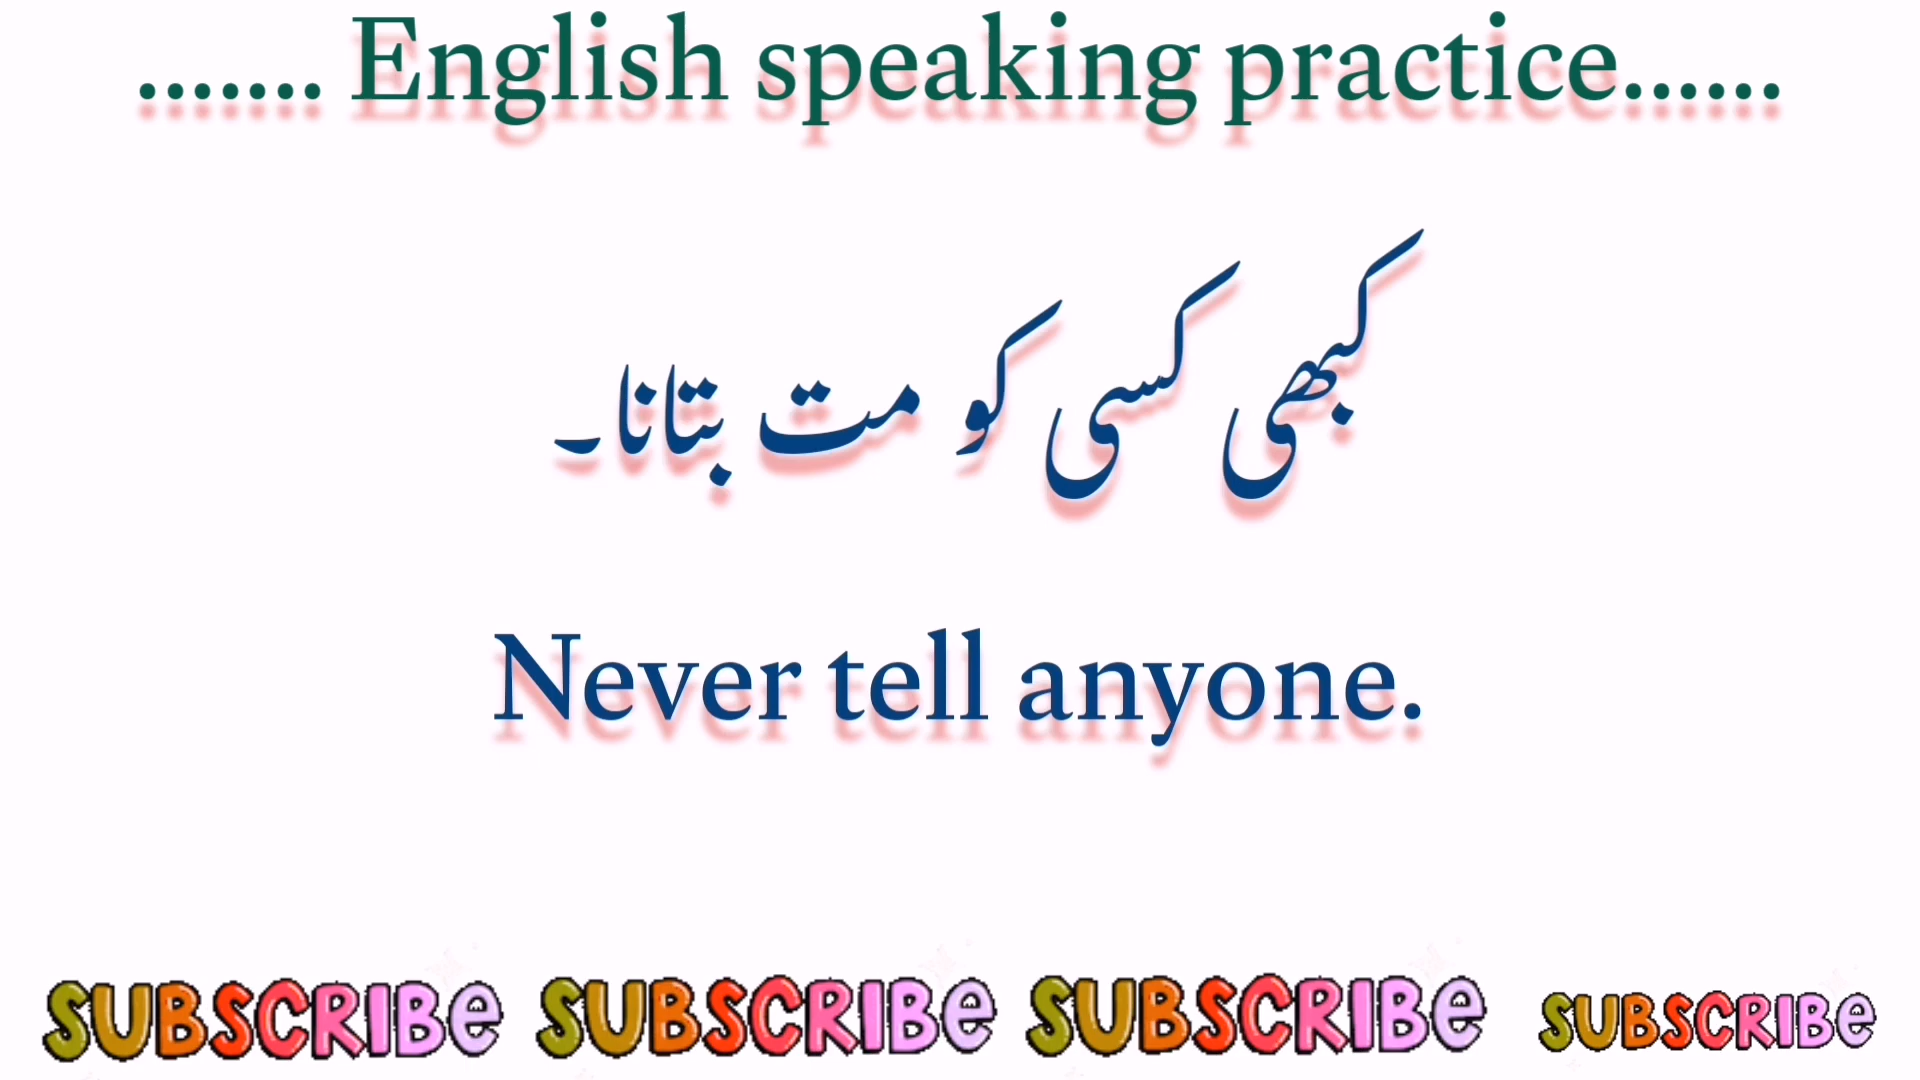 ....... English speaking practice......
کبھی کسی کو مت بتانا۔
Never tell anyone.
SUBSCRIBe SUBSCRIBe SUBSCRIBe SUBSCRIBe